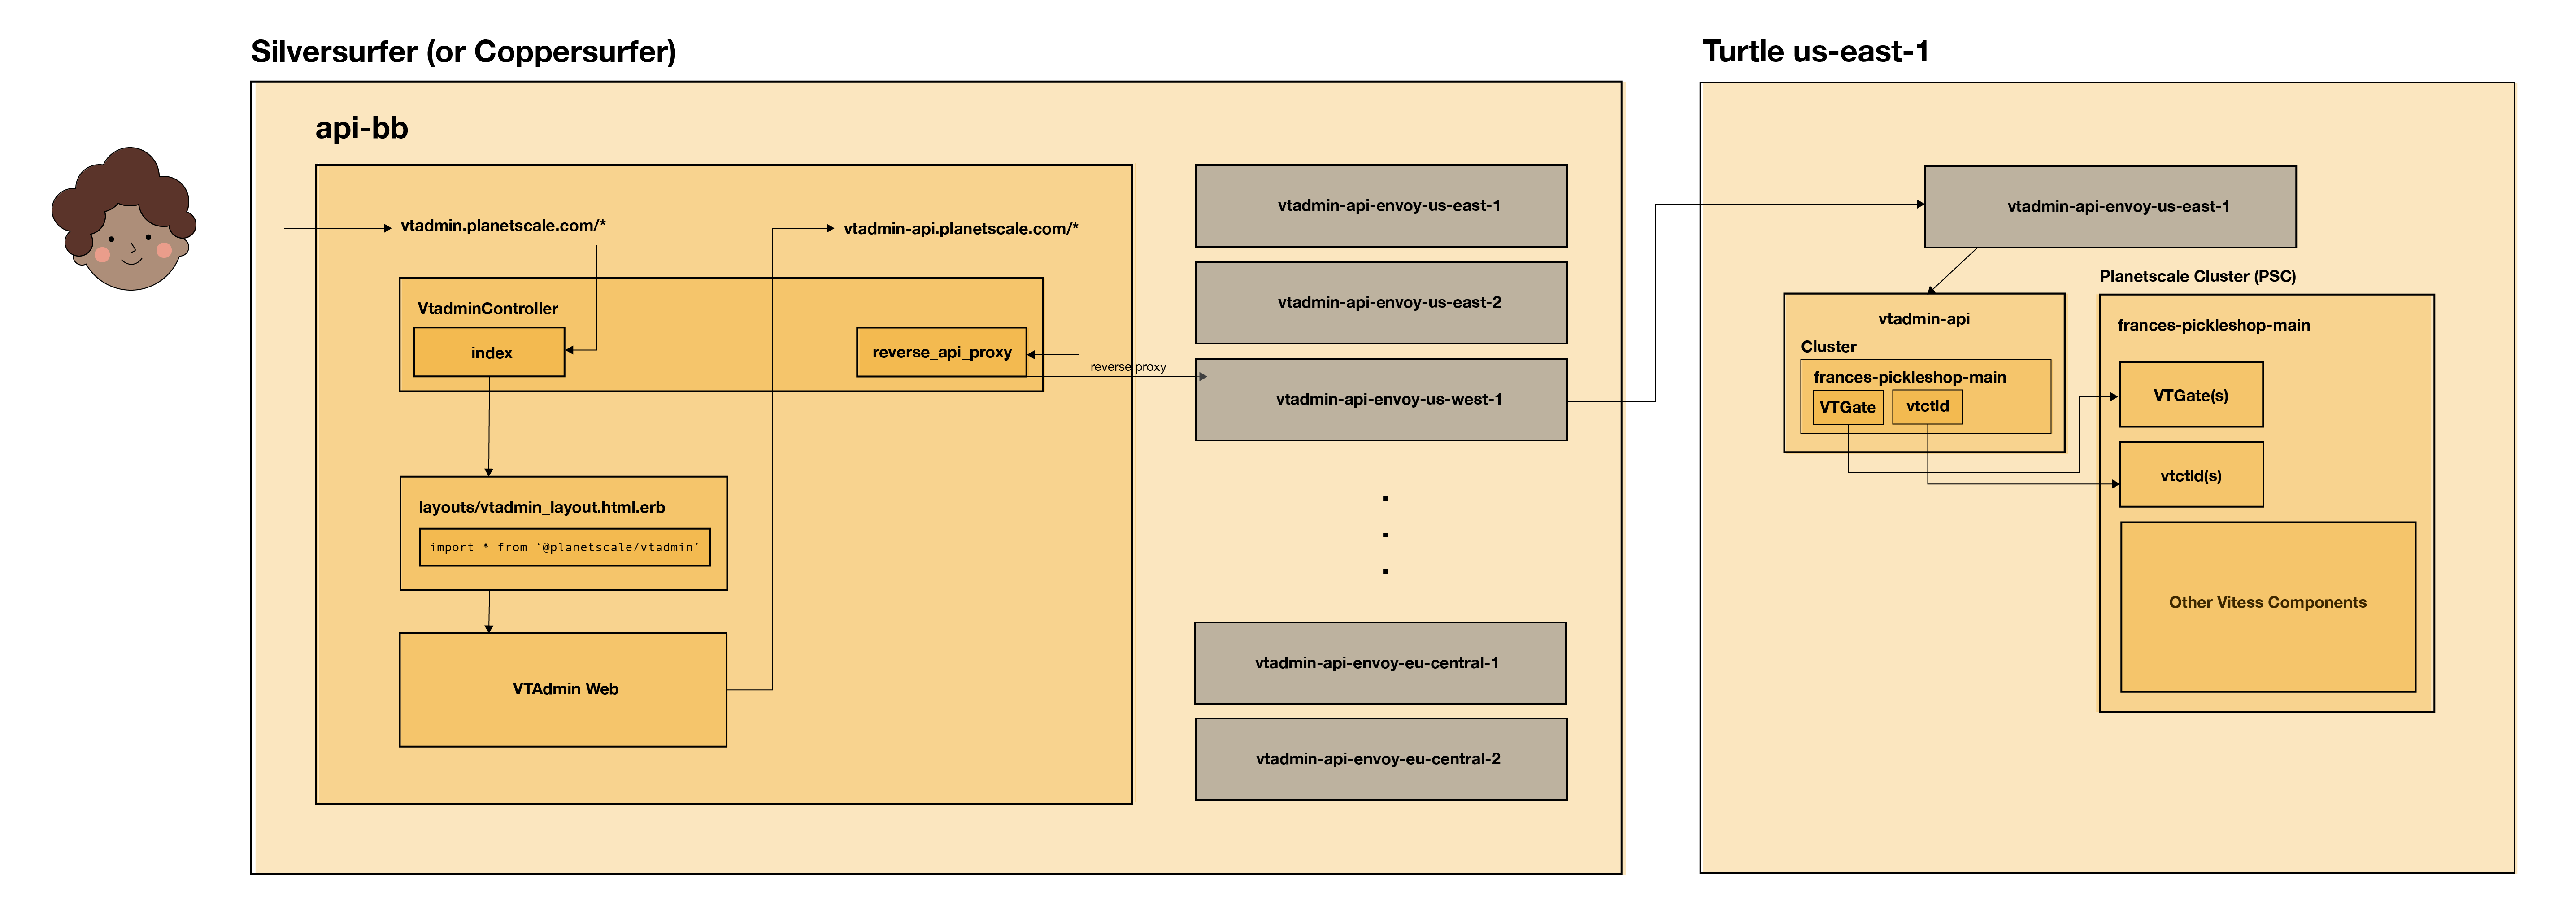 Silversurfer (or Coppersurfer)
api-bb
vtadmin.planetscale.com/*
vtadmin-api.planetscale.com/*
VtadminController
index
reverse_api_proxy
reverse proxy
layouts/vtadmin_layout.html.erb
import * from ‘@planetscale/vtadmin’
VTAdmin Web
vtadmin-api-envoy-us-east-1
vtadmin-api-envoy-us-east-2
vtadmin-api-envoy-us-west-1
vtadmin-api-envoy-eu-central-1
vtadmin-api-envoy-eu-central-2
Turtle us-east-1
vtadmin-api-envoy-us-east-1
vtadmin-api
Cluster
frances-pickleshop-main
VTGate
vtctld
Planetscale Cluster (PSC)
frances-pickleshop-main
VTGate(s)
vtctld(s)
Other Vitess Components